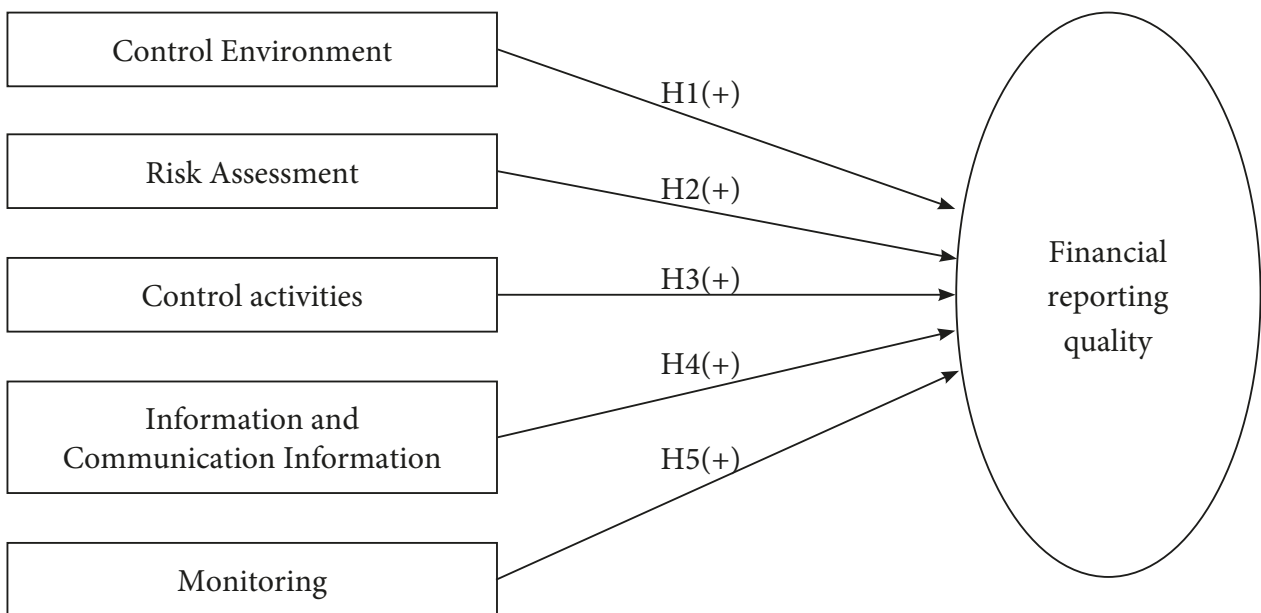 Control Environment
H1(+)
Risk Assessment
H2(+)
Control activities
H3(+)
Information and
Communication Information
H4(+)
Monitoring
H5(+)
Financial
reporting
quality